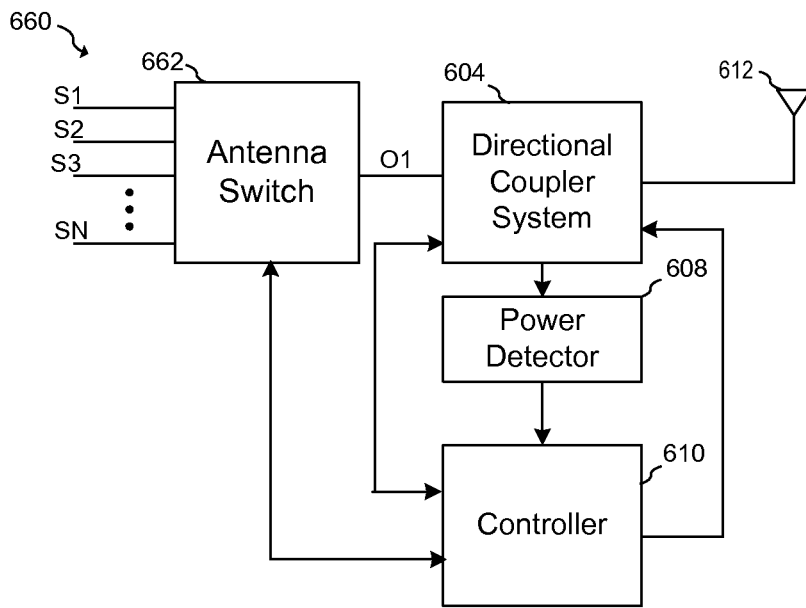 660
662
604
612
S1
S2
S3
SN
Antenna
Switch
O1
Directional
Coupler
System
608
Power
Detector
610
Controller